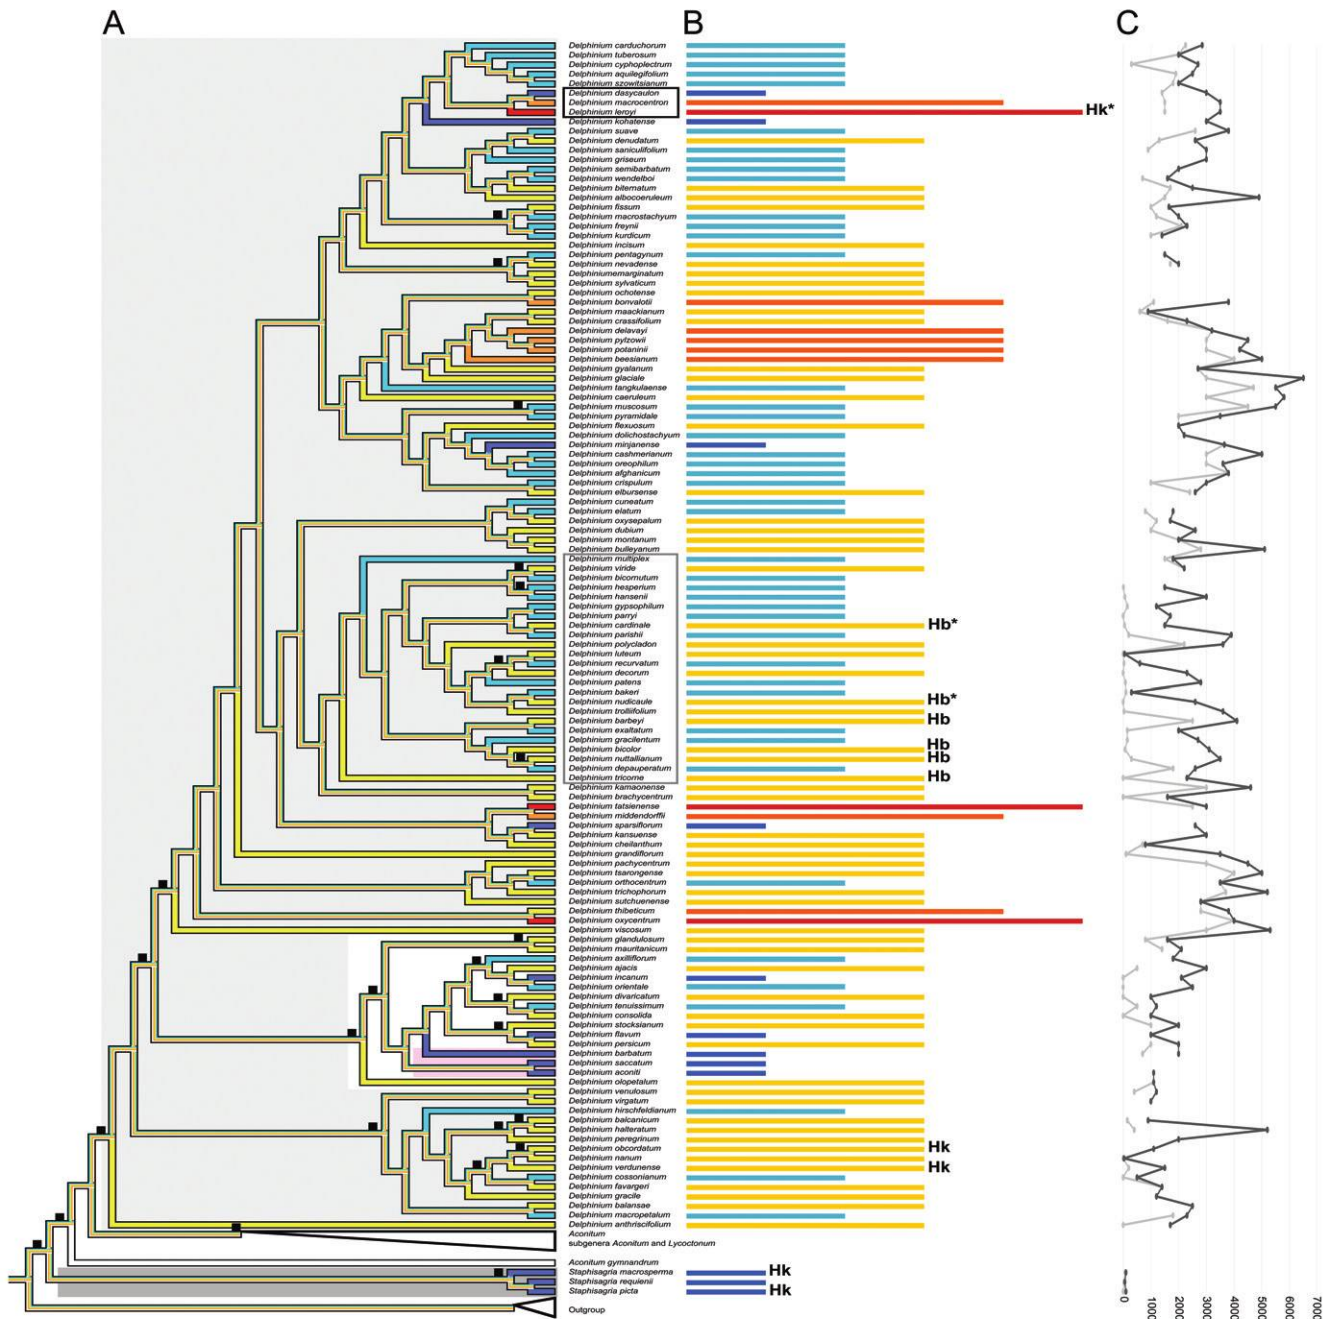 A B C
Delphinium carduchorum
Delphinium tuberosum
Delphinium cyphoplectrum
Delphinium aquilegifolium
Delphinium szowitsianum
Delphinium dasycaulon
Delphinium macrocentron
Delphinium leroyi Hk*
Delphinium kohatense
Delphinium suave
Delphinium denudatum
Delphinium saniculifolium
Delphinium griseum
Delphinium semibarbatum
Delphinium wendelboi
Delphinium biternatum
Delphinium albocoeruleum
Delphinium fissum
Delphinium macrostachyum
Delphinium freynii
Delphinium kurdicum
Delphinium incisum
Delphinium pentagynum
Delphinium nevadense
Delphiniumemarginatum
Delphinium sylvaticum
Delphinium ochotense
Delphinium bonvalotii
Delphinium maackianum
Delphinium crassifolium
Delphinium delavayi
Delphinium pylzowii
Delphinium potaninii
Delphinium beesianum
Delphinium gyalanum
Delphinium glaciale
Delphinium tangkulaense
Delphinium caeruleum
Delphinium muscosum
Delphinium pyramidale
Delphinium flexuosum
Delphinium dolichostachyum
Delphinium minjanense
Delphinium cashmerianum
Delphinium oreophilum
Delphinium afghanicum
Delphinium crispulum
Delphinium elbursense
Delphinium cuneatum
Delphinium elatum
Delphinium oxysepalum
Delphinium dubium
Delphinium montanum
Delphinium bulleyanum
Delphinium multiplex
Delphinium viride
Delphinium bicornutum
Delphinium hesperium
Delphinium hansenii
Delphinium gypsophilum
Delphinium parryi
Delphinium cardinale Hb*
Delphinium parishii
Delphinium polycladon
Delphinium luteum
Delphinium recurvatum
Delphinium decorum
Delphinium patens
Delphinium bakeri
Delphinium nudicaule Hb*
Delphinium trolliifolium
Delphinium barbeyi Hb
Delphinium exaltatum
Delphinium gracilentum
Delphinium bicolor Hb
Delphinium nuttallianum Hb
Delphinium depauperatum
Delphinium tricorne Hb
Delphinium kamaonense
Delphinium brachycentrum
Delphinium tatsienense
Delphinium middendorffii
Delphinium sparsiflorum
Delphinium kansuense
Delphinium cheilanthum
Delphinium grandiflorum
Delphinium pachycentrum
Delphinium tsarongense
Delphinium orthocentrum
Delphinium trichophorum
Delphinium sutchuenense
Delphinium thibeticum
Delphinium oxycentrum
Delphinium viscosum
Delphinium glandulosum
Delphinium mauritanicum
Delphinium axilliflorum
Delphinium ajacis
Delphinium incanum
Delphinium orientale
Delphinium divaricatum
Delphinium tenuissimum
Delphinium consolida
Delphinium stocksianum
Delphinium flavum
Delphinium persicum
Delphinium barbatum
Delphinium saccatum
Delphinium aconiti
Delphinium olopetalum
Delphinium venulosum
Delphinium virgatum
Delphinium hirschfeldianum
Delphinium balcanicum
Delphinium halteratum
Delphinium peregrinum
Delphinium obcordatum Hk
Delphinium nanum
Delphinium verdunense Hk
Delphinium cossonianum
Delphinium favargeri
Delphinium gracile
Delphinium balansae
Delphinium macropetalum
Delphinium anthriscifolium
Aconitum
subgenera Aconitum and Lycoctonum
Aconitum gymnandrum
Staphisagria macrosperma Hk
Staphisagria requienii
Staphisagria picta Hk
Outgroup
0 1000 2000 3000 4000 5000 6000 7000